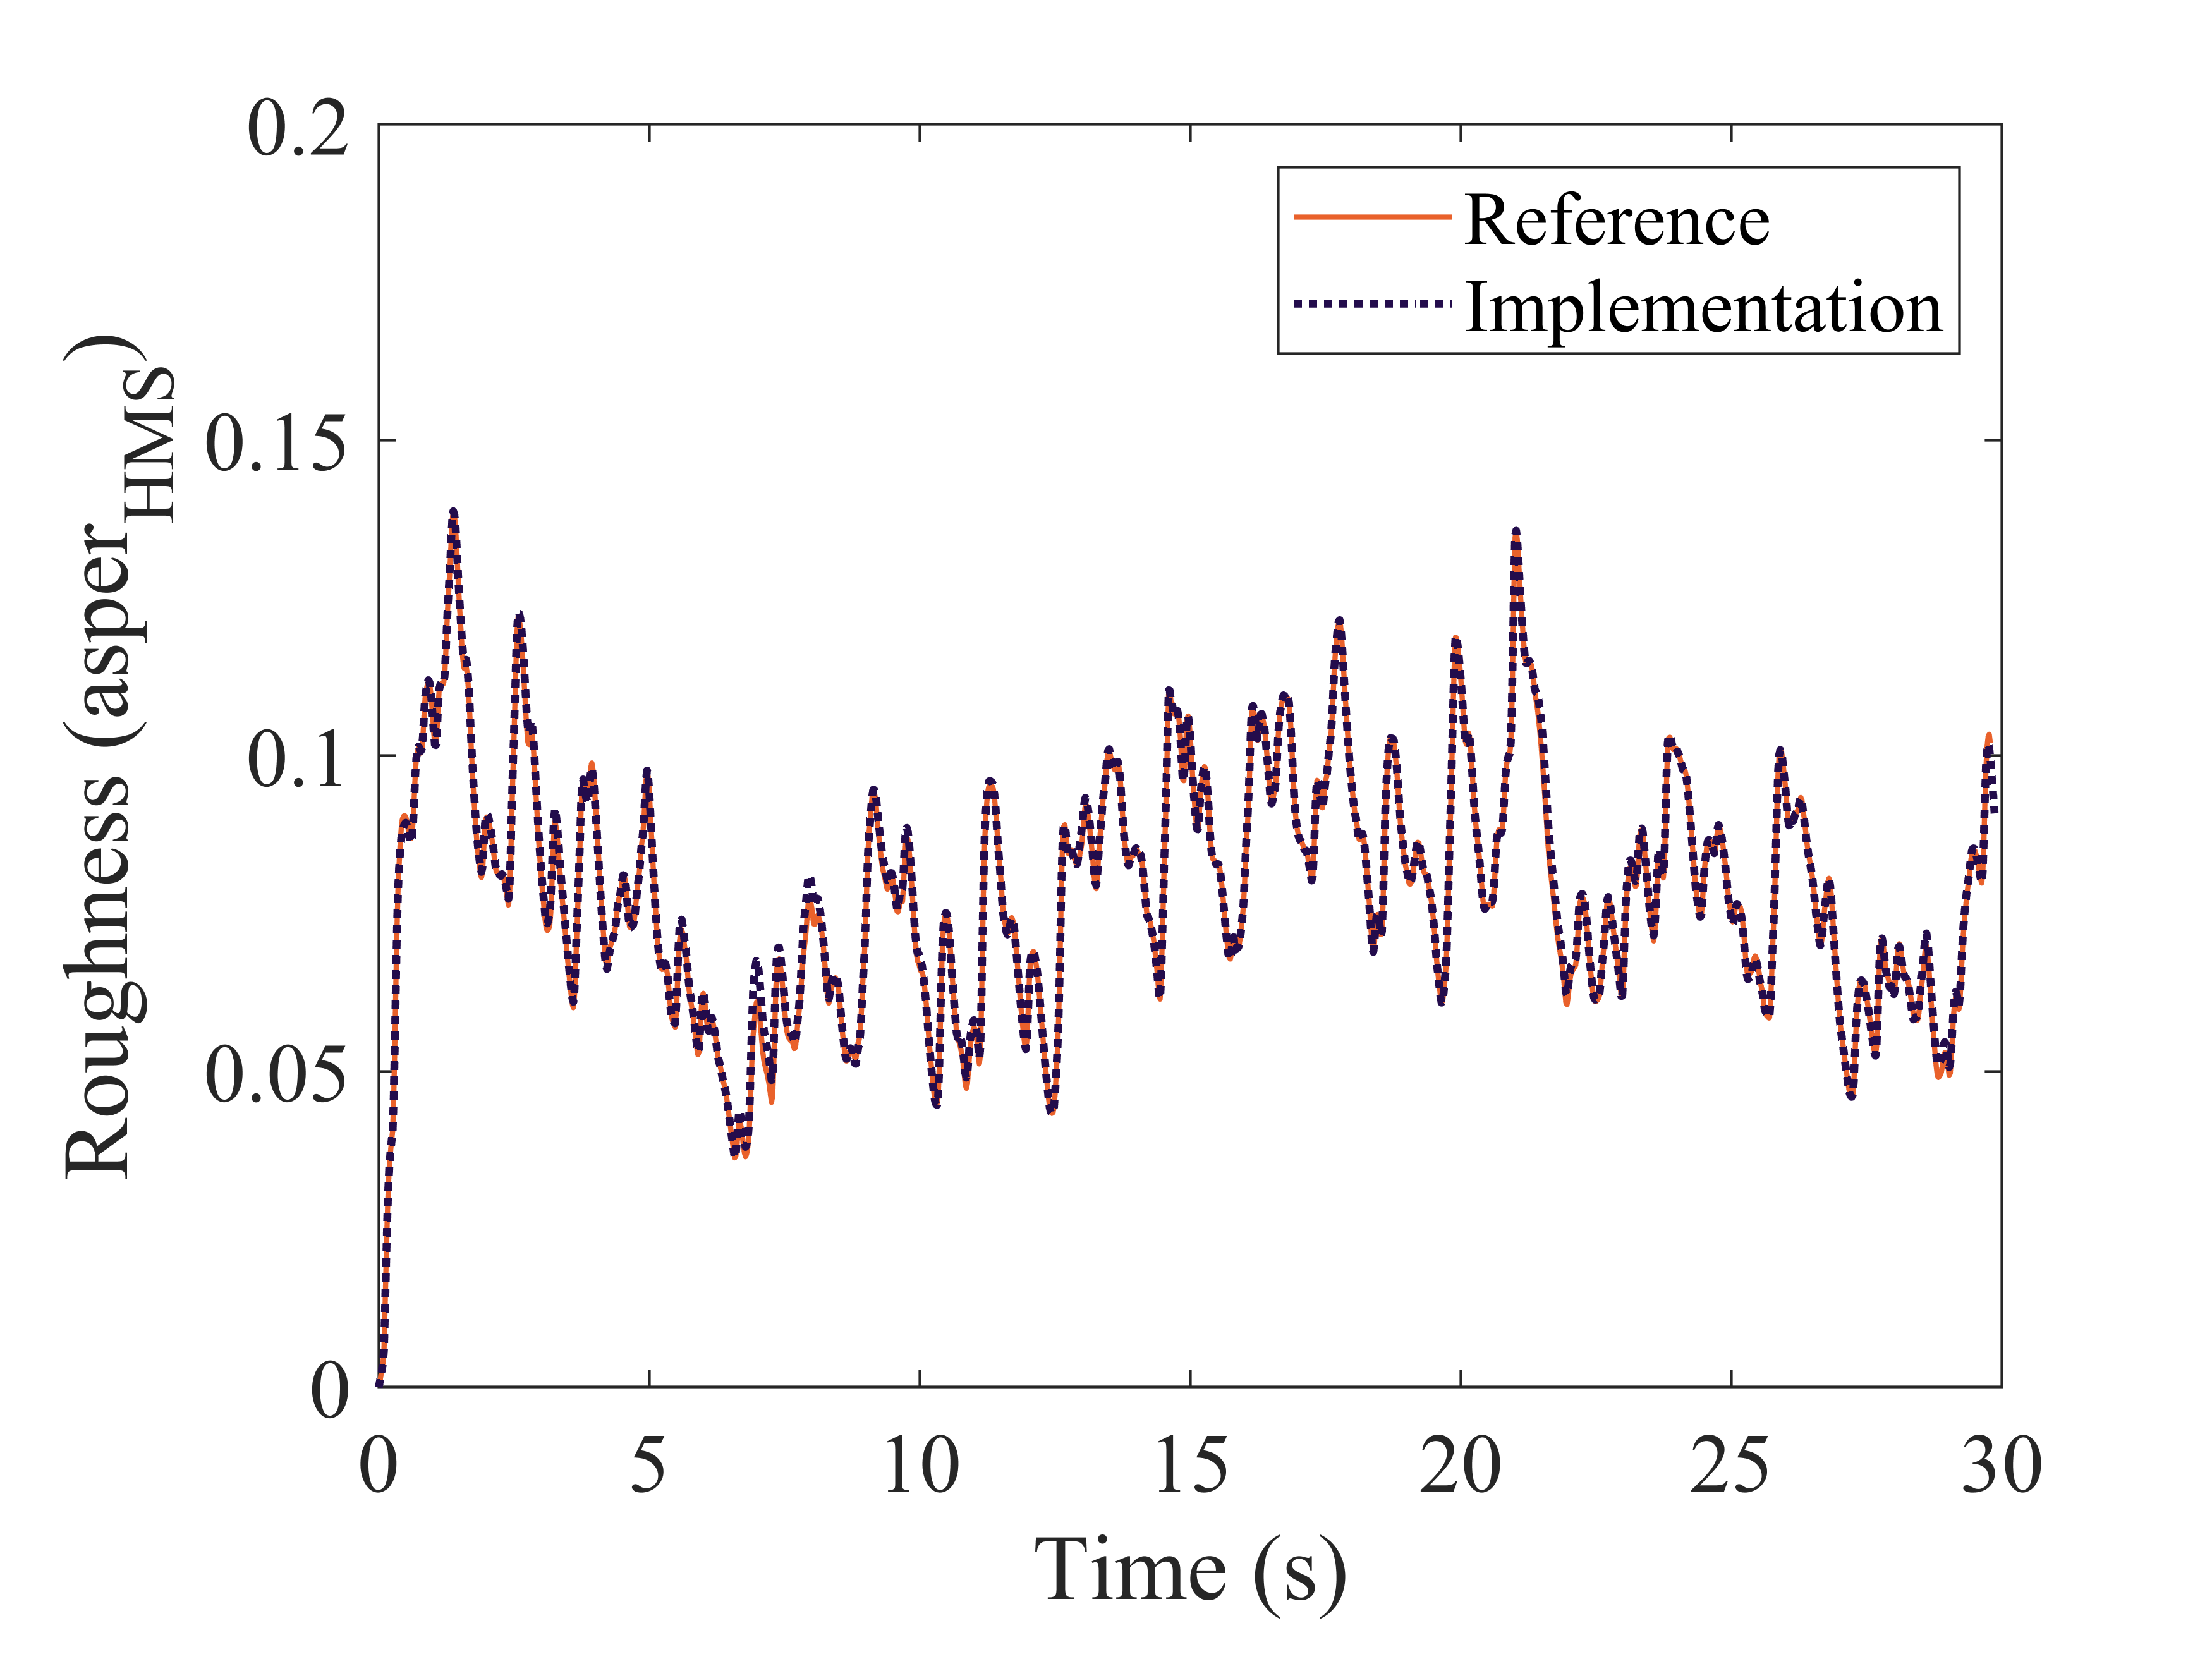 0.2
0.15
0.1
0.05
0
Roughness (asper_HMS)
Reference
Implementation
0 5 10 15 20 25 30
Time (s)